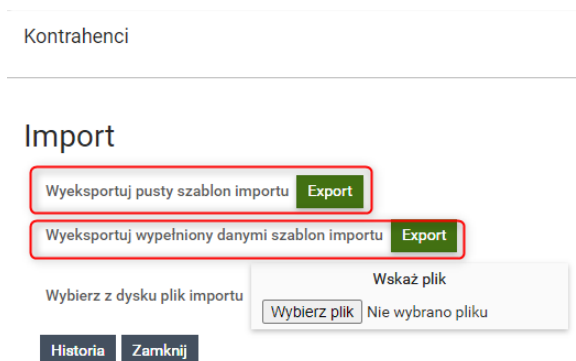 Kontrahenci
Import
Wyeksportuj pusty szablon importu Export
Wyeksportuj wypełniony danymi szablon importu Export
Wskaż plik
Wybierz z dysku plik importu Wybierz plik Nie wybrano pliku
Historia Zamknij